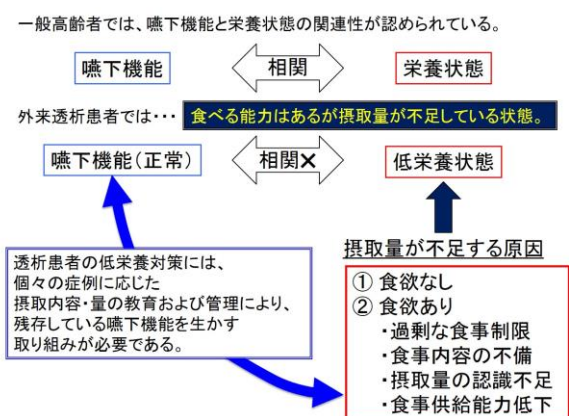 一般高齢者では、嚥下機能と栄養状態の関連性が認められている。
嚥下機能
相関
栄養状態
外来透析患者では・・・
食べる能力はあるが摂取量が不足している状態。
嚥下機能(正常)
相関×
低栄養状態
透析患者の低栄養対策には、
個々の症例に応じた
摂取内容・量の教育および管理により、
残存している嚥下機能を生かす
取り組みが必要である。
摂取量が不足する原因
① 食欲なし
② 食欲あり
・過剰な食事制限
・食事内容の不備
・摂取量の認識不足
・食事供給能力低下